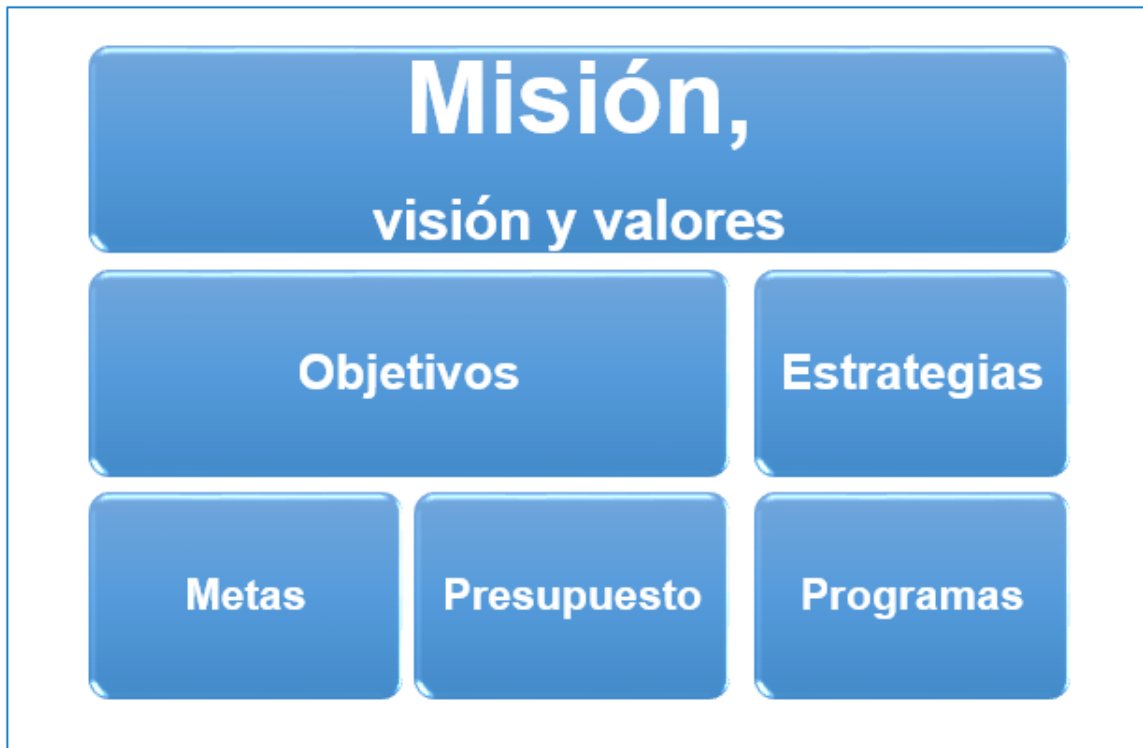 Misión,
visión y valores
Objetivos
Estrategias
Metas
Presupuesto
Programas